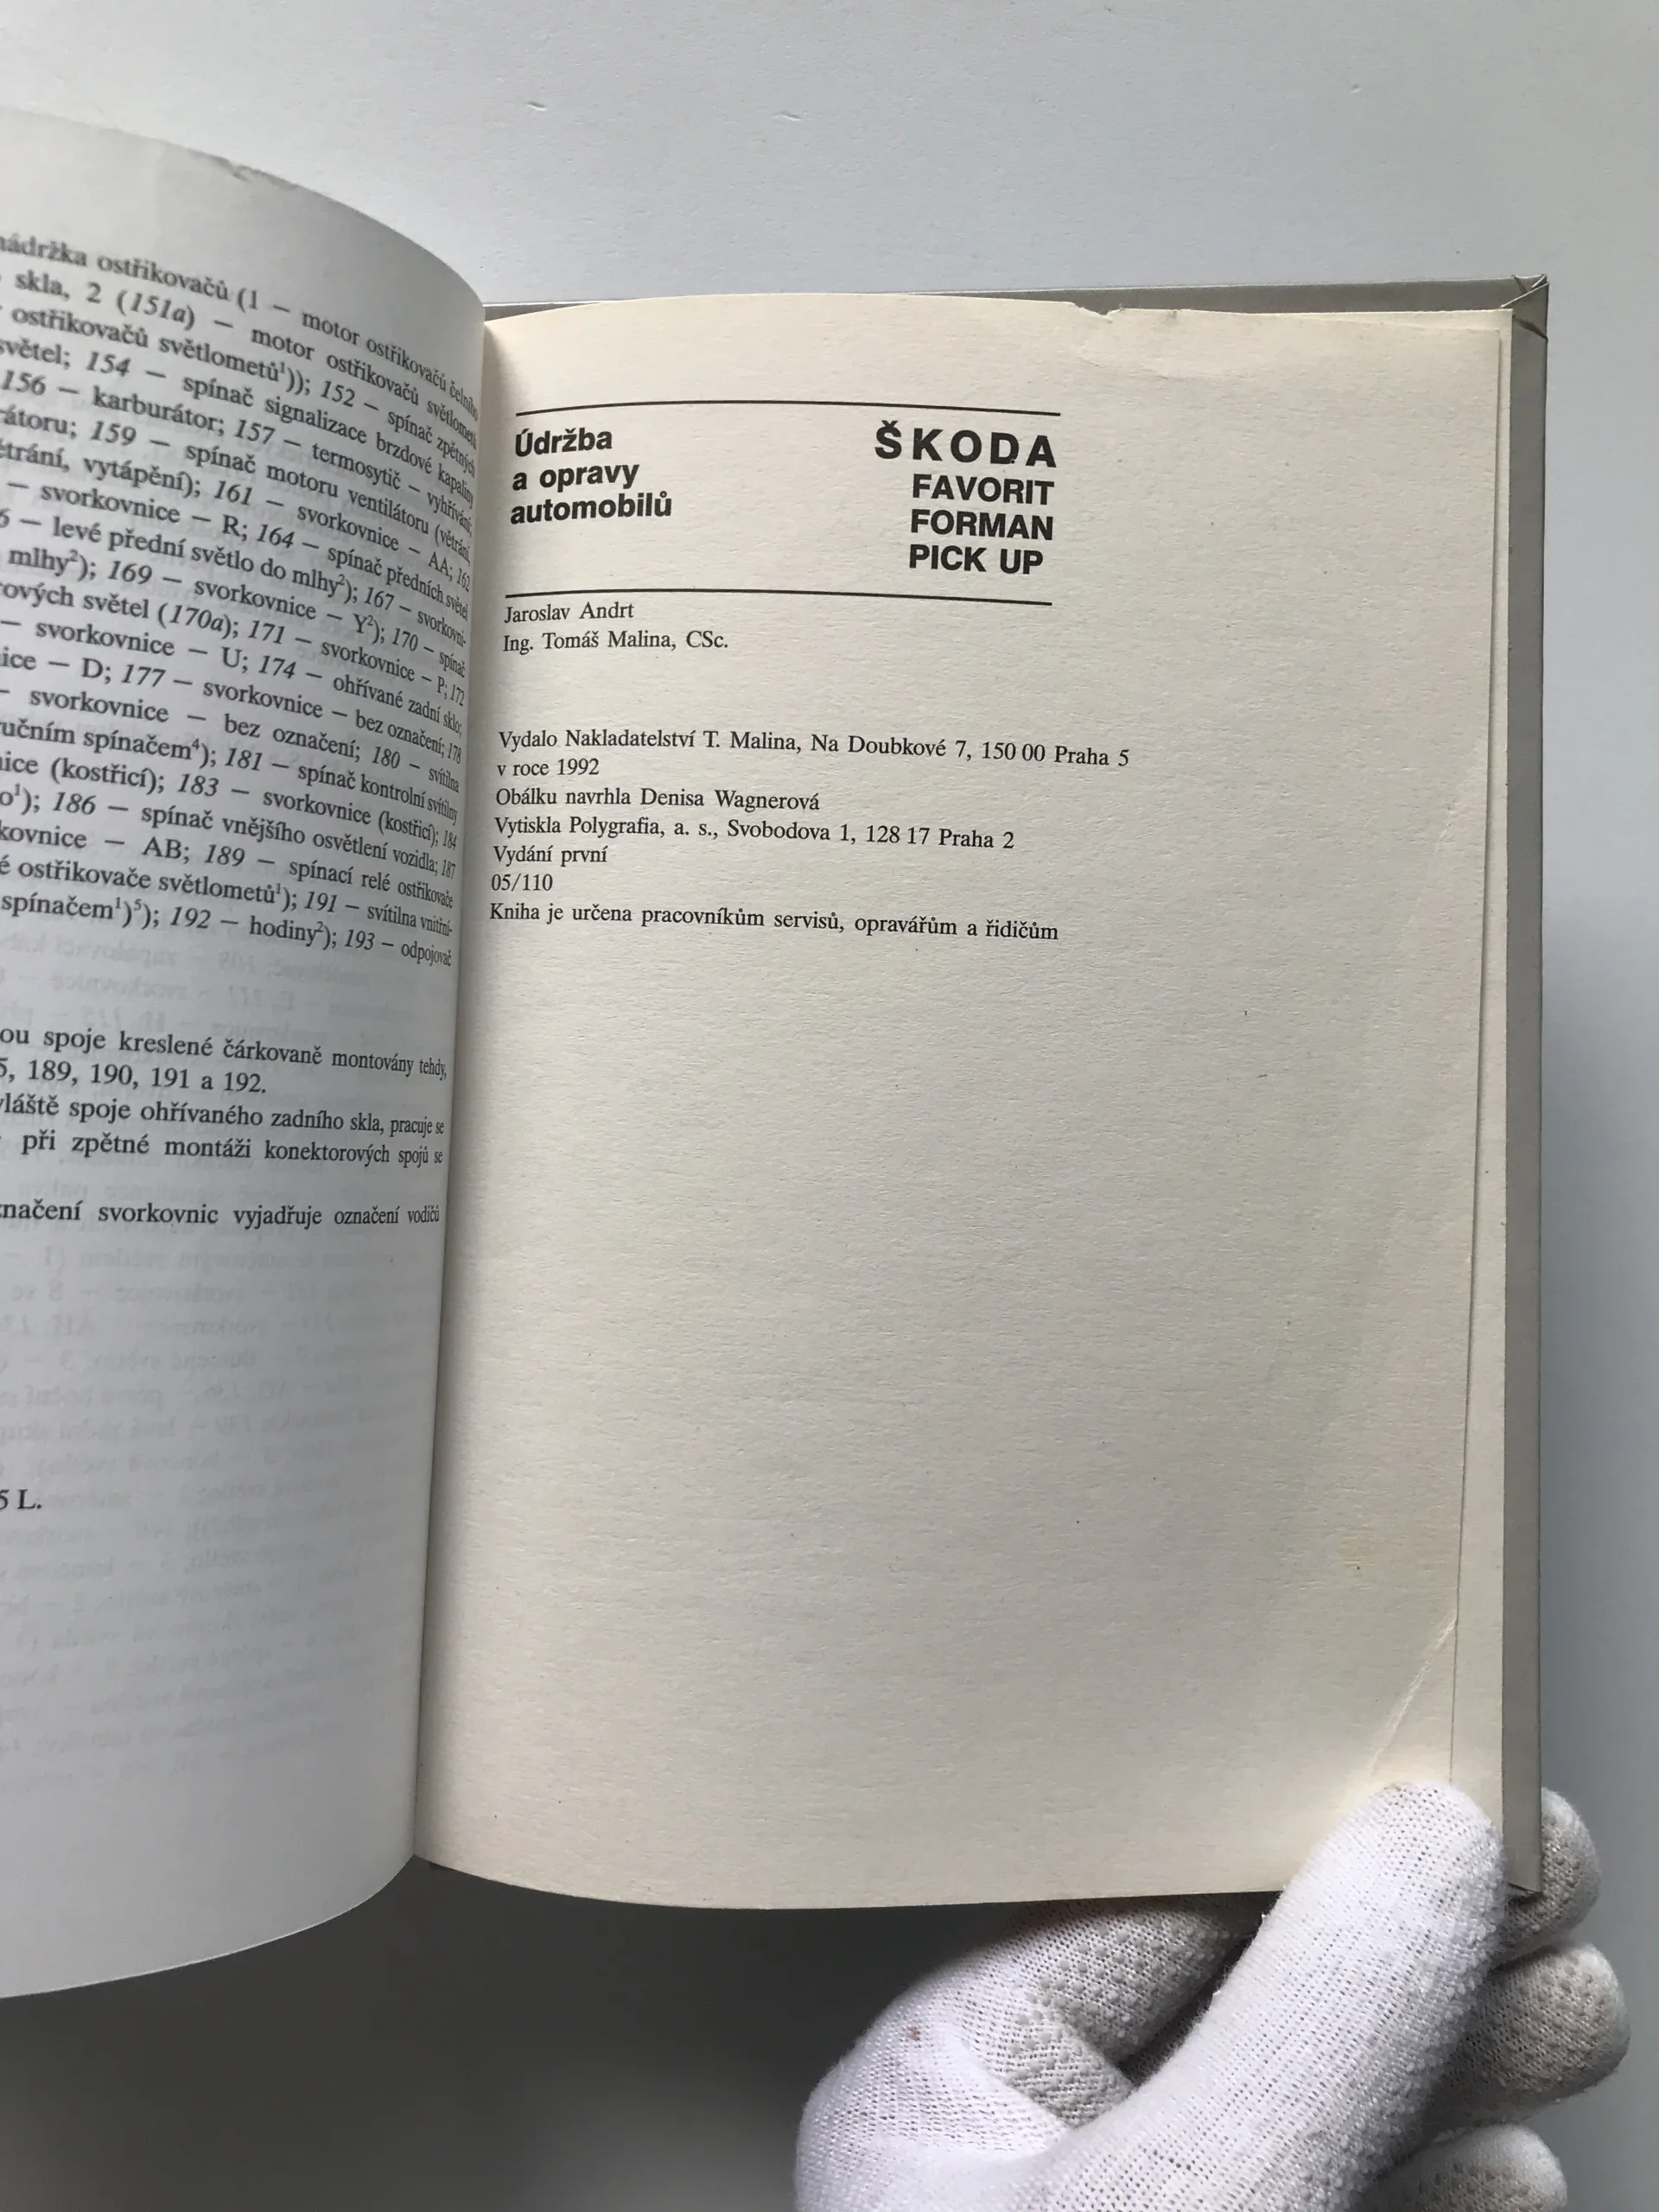 nádržka ostřikovačů (1 — motor ostřikovačů čelního
skla, 2 (151a) — motor ostřikovačů světlometů
ostřikovačů světlometů¹)); 152 — spínač zpětných
světel; 154 — spínač signalizace brzdové kapaliny
156 — karburátor; 157 — termosytič — vyhřívání;
rátoru; 159 — spínač motoru ventilátoru (větrání,
ětrání, vytápění); 161 — svorkovnice — AA; 162
— svorkovnice — R; 164 — spínač předních světel
6 — levé přední světlo do mlhy²); 167 — svorkovni-
mlhy²); 169 — svorkovnice — Y²); 170 — spínač
ových světel (170a); 171 — svorkovnice — P; 172
— svorkovnice — U; 174 — ohřívané zadní sklo;
ice — D; 177 — svorkovnice — bez označení; 178
— svorkovnice — bez označení; 180 — svítilna
učním spínačem⁴); 181 — spínač kontrolní svítilny
ice (kostřicí); 183 — svorkovnice (kostřicí); 184
o¹); 186 — spínač vnějšího osvětlení vozidla; 187
kovnice — AB; 189 — spínací relé ostřikovače
é ostřikovače světlometů¹); 191 — svítilna vnitřní-
spínačem¹)⁵); 192 — hodiny²); 193 — odpojovač
ou spoje kreslené čárkovaně montovány tehdy,
5, 189, 190, 191 a 192.
vláště spoje ohřívaného zadního skla, pracuje se
při zpětné montáži konektorových spojů se
značení svorkovnic vyjadřuje označení vodičů
5 L.
Údržba
a opravy
automobilů
ŠKODA
FAVORIT
FORMAN
PICK UP
Jaroslav Andrt
Ing. Tomáš Malina, CSc.
Vydalo Nakladatelství T. Malina, Na Doubkové 7, 150 00 Praha 5
v roce 1992
Obálku navrhla Denisa Wagnerová
Vytiskla Polygrafia, a. s., Svobodova 1, 128 17 Praha 2
Vydání první
05/110
Kniha je určena pracovníkům servisů, opravářům a řidičům